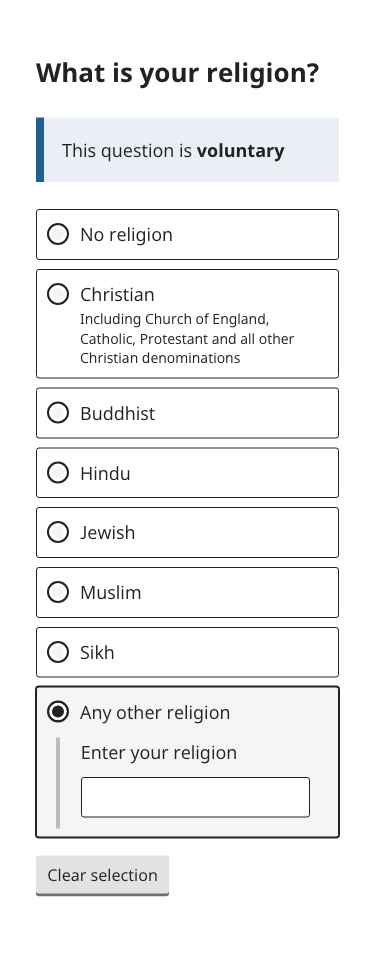 What is your religion?
This question is voluntary
No religion
Christian
Including Church of England,
Catholic, Protestant and all other
Christian denominations
Buddhist
Hindu
Jewish
Muslim
Sikh
Any other religion
Enter your religion
Clear selection